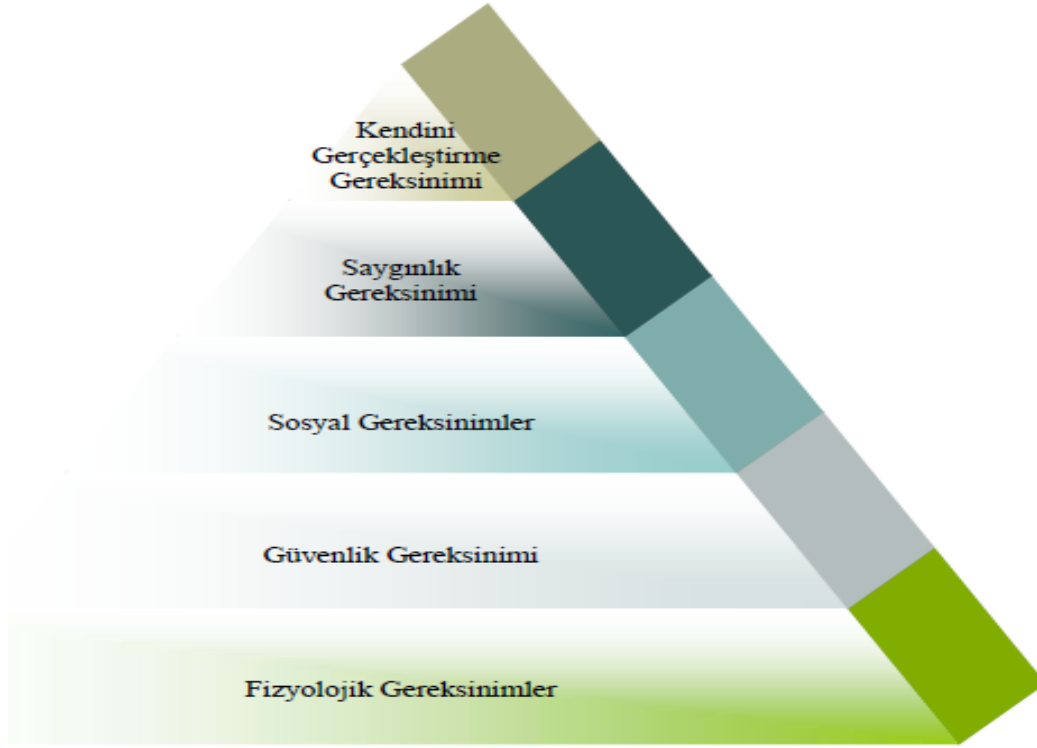 Kendini
Gerçekleştirme
Gereksinimi
Saygınlık
Gereksinimi
Sosyal Gereksinimler
Güvenlik Gereksinimi
Fizyolojik Gereksinimler